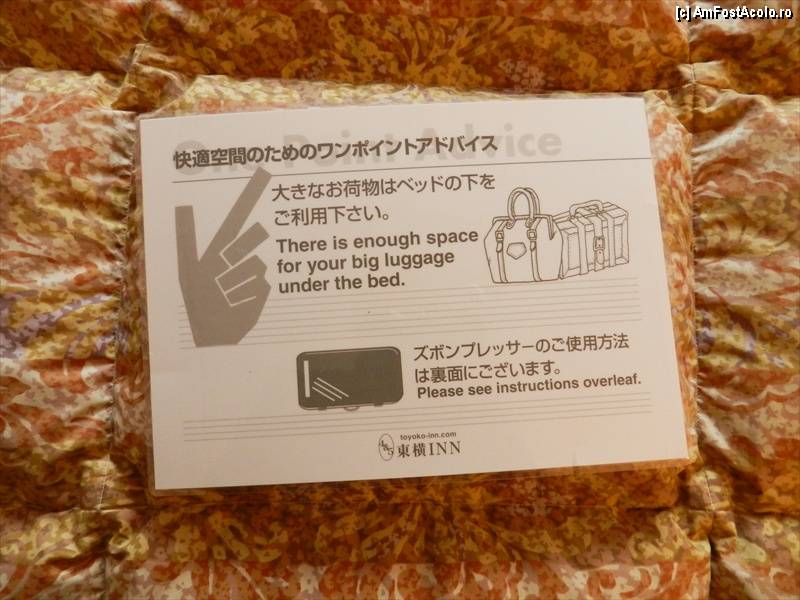 [c] AmFostAcolo.ro
One Point Advice
快適空間のためのワンポイントアドバイス
大きなお荷物はベッドの下を
ご利用下さい。
There is enough space
for your big luggage
under the bed.
ズボンプレッサーのご使用方法
は裏面にございます。
Please see instructions overleaf.
toyoko-inn.com
東横INN